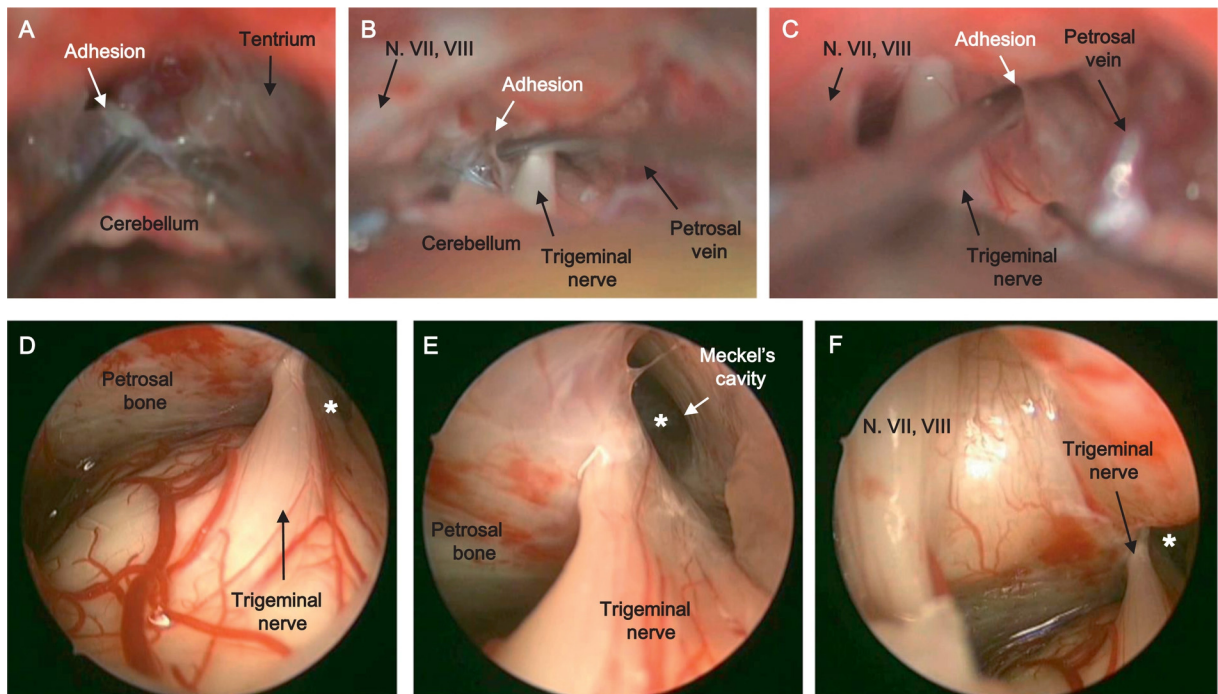 A
Adhesion
Tentrium
Cerebellum
B
N. VII, VIII
Adhesion
Cerebellum
Trigeminal
nerve
Petrosal
vein
C
N. VII, VIII
Adhesion
Petrosal
vein
Trigeminal
nerve
D
Petrosal
bone
*
Trigeminal
nerve
E
Meckel's
cavity
*
Petrosal
bone
Trigeminal
nerve
F
N. VII, VIII
Trigeminal
nerve
*